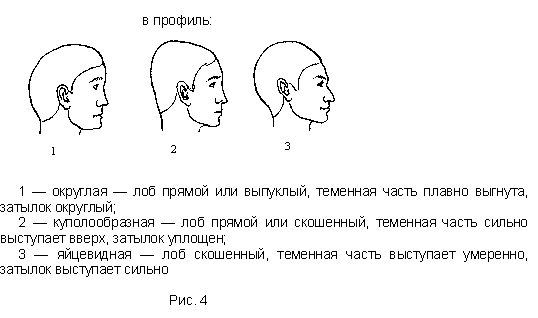 в профиль:
1 2 3
1 — округлая — лоб прямой или выпуклый, теменная часть плавно выгнута,
затылок округлый;
2 — куполообразная — лоб прямой или скошенный, теменная часть сильно
выступает вверх, затылок уплощен;
3 — яйцевидная — лоб скошенный, теменная часть выступает умеренно,
затылок выступает сильно
Рис. 4